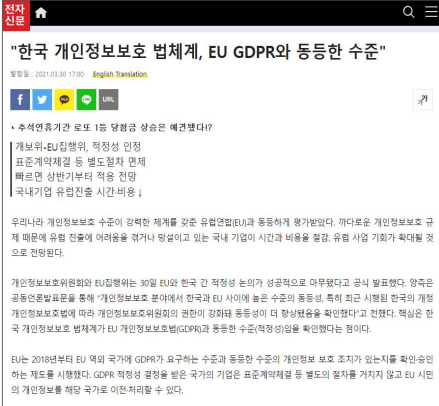 전자
신문
"한국 개인정보보호 법체계, EU GDPR와 동등한 수준"
발행일 : 2021.03.30 17:00 English Translation
f TALK LINE URL 가
추석연휴기간 로또 1등 당첨금 상승은 예견됐다!?
개보위-EU집행위, 적정성 인정
표준계약체결 등 별도절차 면제
빠르면 상반기부터 적용 전망
국내기업 유럽진출 시간·비용↓
우리나라 개인정보보호 수준이 강력한 체계를 갖춘 유럽연합(EU)과 동등하게 평가받았다. 까다로운 개인정보보호 규
제 때문에 유럽 진출에 어려움을 겪거나 망설이고 있는 국내 기업이 시간과 비용을 절감, 유럽 사업 기회가 확대될 것
으로 전망된다.
개인정보보호위원회와 EU집행위는 30일 EU와 한국 간 적정성 논의가 성공적으로 마무됐다고 공식 발표했다. 양측은
공동언론발표문을 통해 "개인정보보호 분야에서 한국과 EU 사이에 높은 수준의 동등성, 특히 최근 시행된 한국의 개정
개인정보보호법에 따라 개인정보보호위원회의 권한이 강화돼 동등성이 더 향상됐음을 확인했다"고 전했다. 핵심은 한
국 개인정보보호 법체계가 EU 개인정보보호법(GDPR)과 동등한 수준(적정성)임을 확인했다는 점이다.
EU는 2018년부터 EU 역외 국가에 GDPR가 요구하는 수준과 동등한 수준의 개인정보 보호 조치가 있는지를 확인·승인
하는 제도를 시행했다. GDPR 적정성 결정을 받은 국가의 기업은 표준계약체결 등 별도의 절차를 거치지 않고 EU 시민
의 개인정보를 해당 국가로 이전·처리할 수 있다.